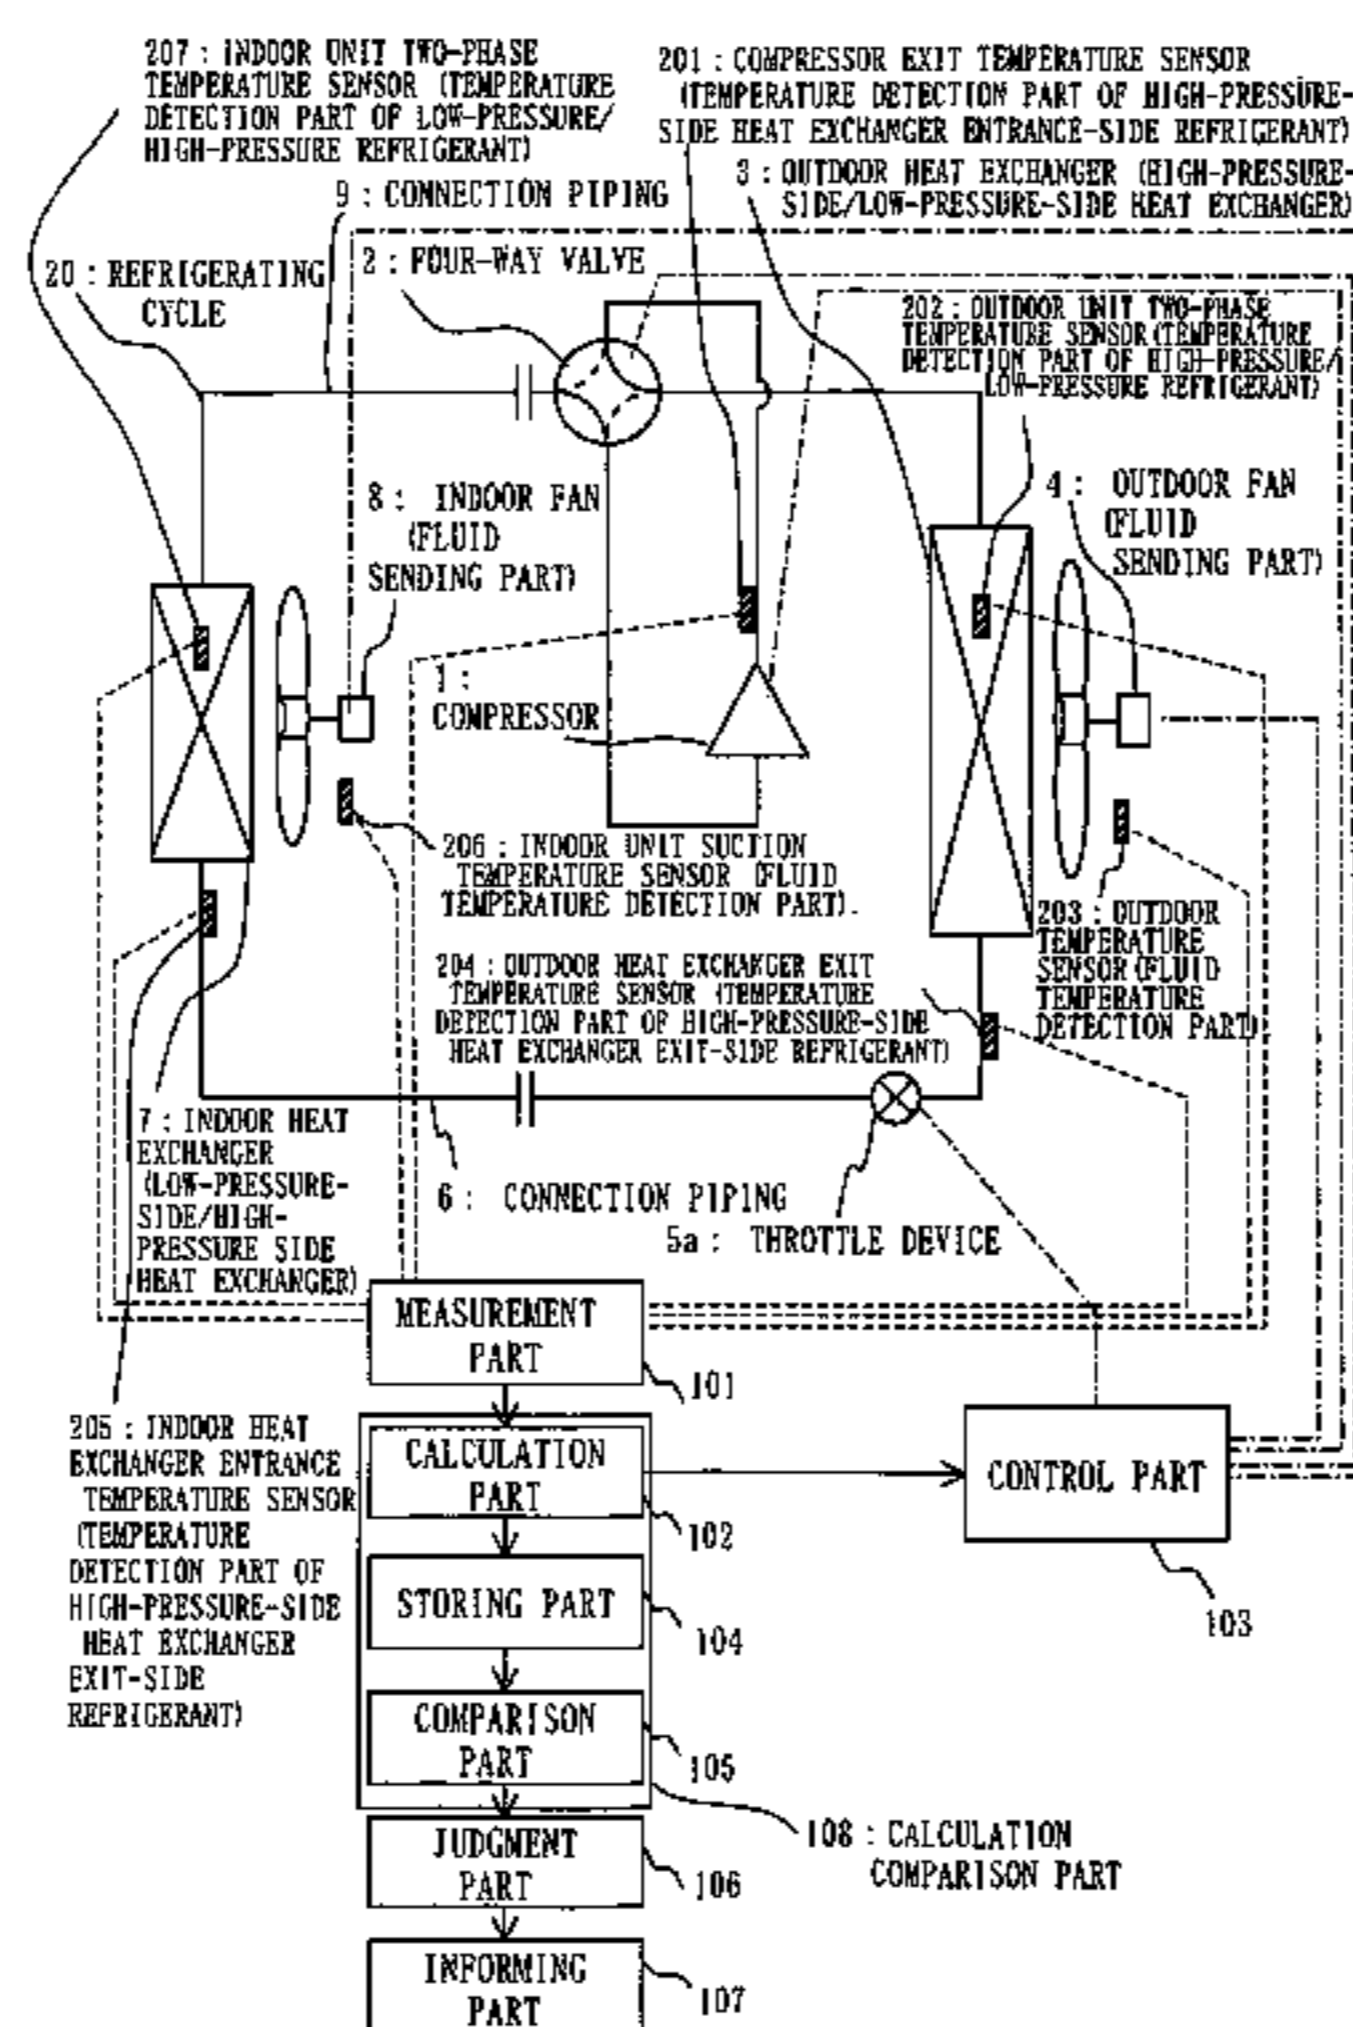 207 : INDOOR UNIT TWO-PHASE
TEMPERATURE SENSOR (TEMPERATURE
DETECTION PART OF LOW-PRESSURE/
HIGH-PRESSURE REFRIGERANT)
201 : COMPRESSOR EXIT TEMPERATURE SENSOR
(TEMPERATURE DETECTION PART OF HIGH-PRESSURE-
SIDE HEAT EXCHANGER ENTRANCE-SIDE REFRIGERANT)
3 : OUTDOOR HEAT EXCHANGER (HIGH-PRESSURE-
SIDE/LOW-PRESSURE-SIDE HEAT EXCHANGER)
9 : CONNECTION PIPING
2 : FOUR-WAY VALVE
20 : REFRIGERATING
CYCLE
202 : OUTDOOR UNIT TWO-PHASE
TEMPERATURE SENSOR (TEMPERATURE
DETECTION PART OF HIGH-PRESSURE/
LOW-PRESSURE REFRIGERANT)
8 : INDOOR FAN
(FLUID
SENDING PART)
4 : OUTDOOR FAN
(FLUID
SENDING PART)
1 :
COMPRESSOR
206 : INDOOR UNIT SUCTION
TEMPERATURE SENSOR (FLUID
TEMPERATURE DETECTION PART).
203 : OUTDOOR
TEMPERATURE
SENSOR (FLUID
TEMPERATURE
DETECTION PART)
204 : OUTDOOR HEAT EXCHANGER EXIT
TEMPERATURE SENSOR (TEMPERATURE
DETECTION PART OF HIGH-PRESSURE-SIDE
HEAT EXCHANGER EXIT-SIDE REFRIGERANT)
7 : INDOOR HEAT
EXCHANGER
(LOW-PRESSURE-
SIDE/HIGH-
PRESSURE SIDE
HEAT EXCHANGER)
6 : CONNECTION PIPING
5a : THROTTLE DEVICE
MEASUREMENT
PART
101
205 : INDOOR HEAT
EXCHANGER ENTRANCE
TEMPERATURE SENSOR
(TEMPERATURE
DETECTION PART OF
HIGH-PRESSURE-SIDE
HEAT EXCHANGER
EXIT-SIDE
REFRIGERANT)
CALCULATION
PART
102
CONTROL PART
103
STORING PART
104
COMPARISON
PART
105
108 : CALCULATION
COMPARISON PART
JUDGMENT
PART
106
INFORMING
PART
107